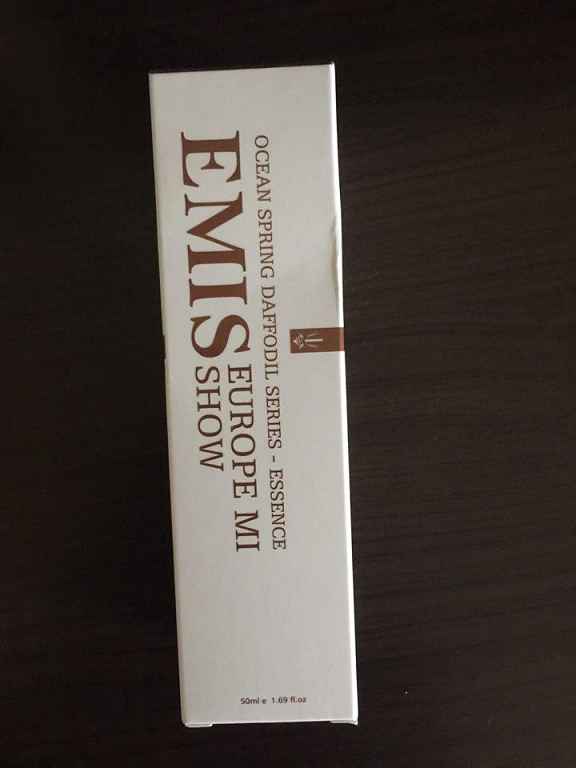 OCEAN SPRING DAFFODIL SERIES - ESSENCE
EMIS EUROPE MI
SHOW
50ml e 1.69 fl.oz